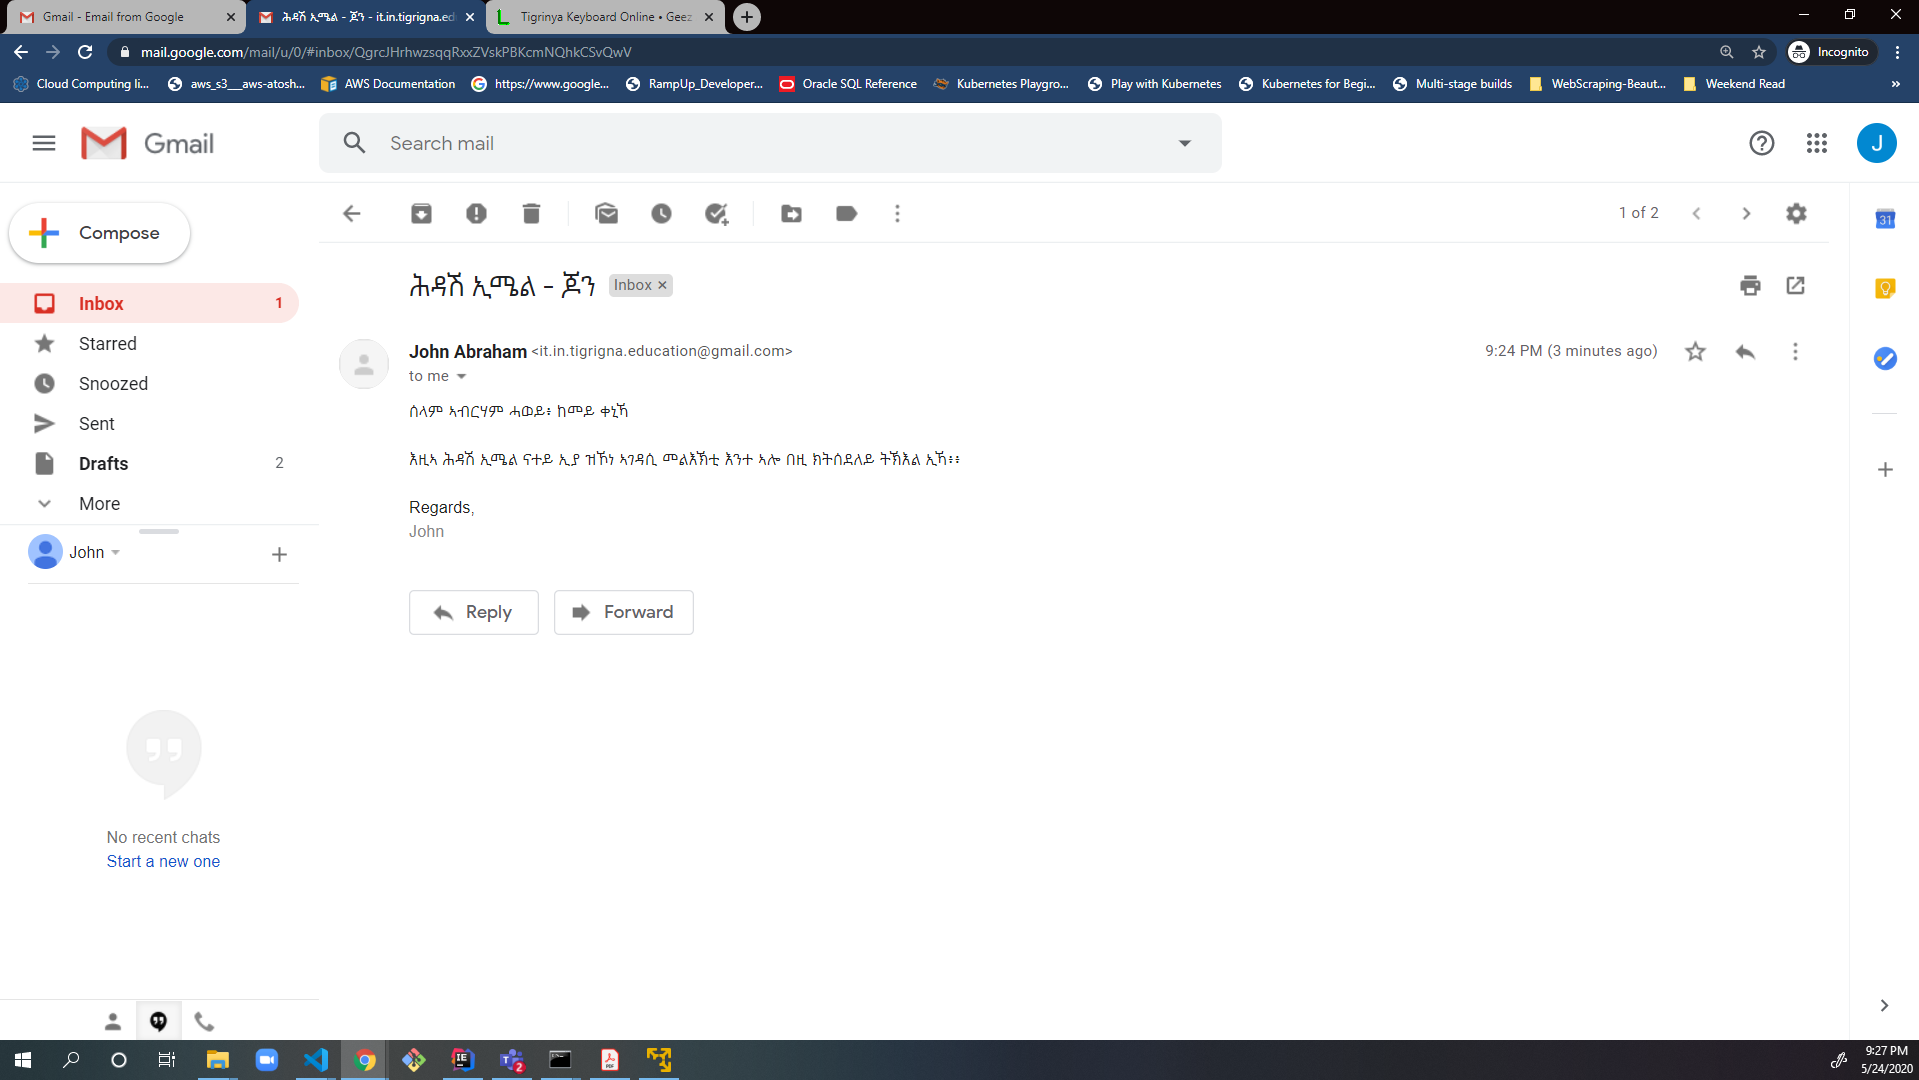 Gmail - Email from Google
ሕዳሽ ኢሜል - ጆን - it.in.tigrigna.ed
Tigrinya Keyboard Online • Geez
mail.google.com/mail/u/0/#inbox/QgrcJHrhwzsqqRxxZVskPBKcmNQhkCSvQwV
Incognito
Cloud Computing li...
aws_s3__aws-atosh...
AWS Documentation
https://www.google...
RampUp_Developer...
Oracle SQL Reference
Kubernetes Playgro...
Play with Kubernetes
Kubernetes for Begi...
Multi-stage builds
WebScraping-Beaut...
Weekend Read
»
Gmail
Search mail
J
Compose
1 of 2
31
Inbox 1
Starred
Snoozed
Sent
Drafts 2
More
John
No recent chats
Start a new one
ሕዳሽ ኢሜል - ጆን Inbox ×
John Abraham <it.in.tigrigna.education@gmail.com>
9:24 PM (3 minutes ago)
to me
ሰላም ኣብርሃም ሓወይ፥ ከመይ ቀኒኻ
እዚኣ ሕዳሽ ኢሜል ናተይ ኢያ ዝኾነ ኣገዳሲ መልእኽቲ እንተ ኣሎ በዚ ክትሰደለይ ትኽእል ኢኻ፥፥
Regards,
John
Reply
Forward
9:27 PM
5/24/2020